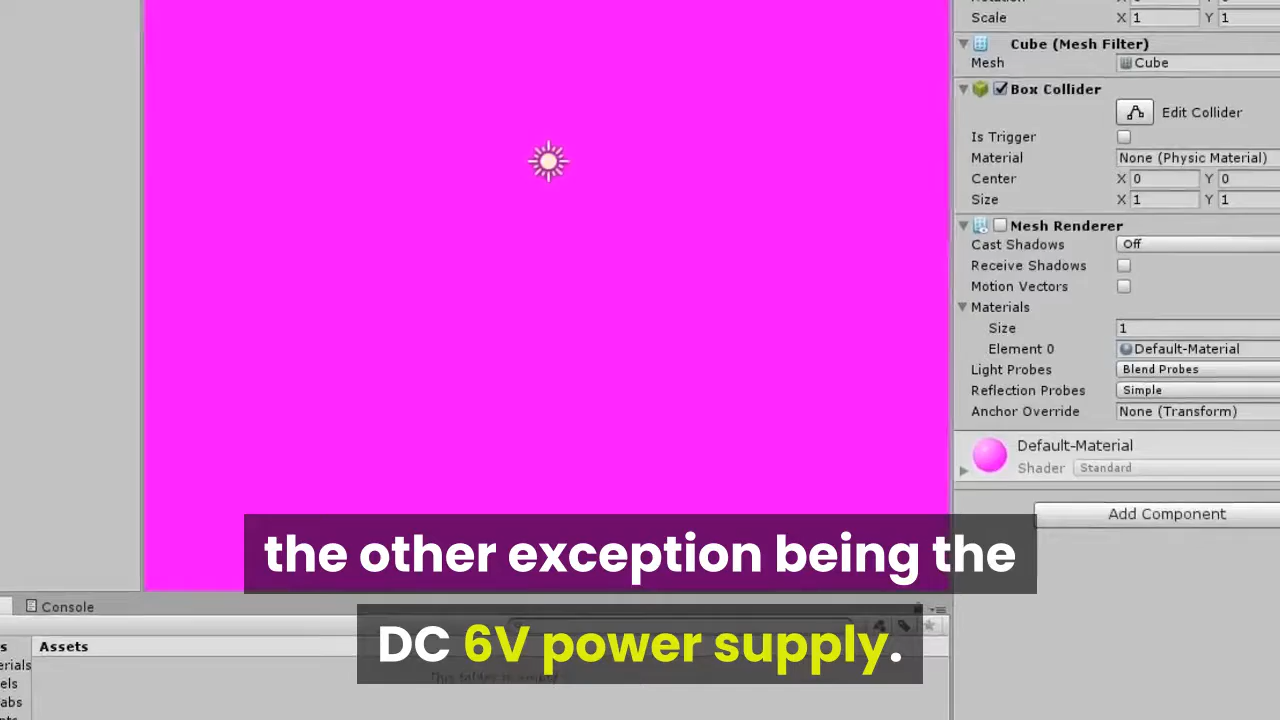 Scale X 1 Y 1
Cube (Mesh Filter)
Mesh Cube
Box Collider
Edit Collider
Is Trigger
Material None (Physic Material)
Center X 0 Y 0
Size X 1 Y 1
Mesh Renderer
Cast Shadows Off
Receive Shadows
Motion Vectors
Materials
Size 1
Element 0 Default-Material
Light Probes Blend Probes
Reflection Probes Simple
Anchor Override None (Transform)
Default-Material
Shader Standard
Add Component
the other exception being the
DC 6V power supply.
Console
s Assets
erials
els
abs